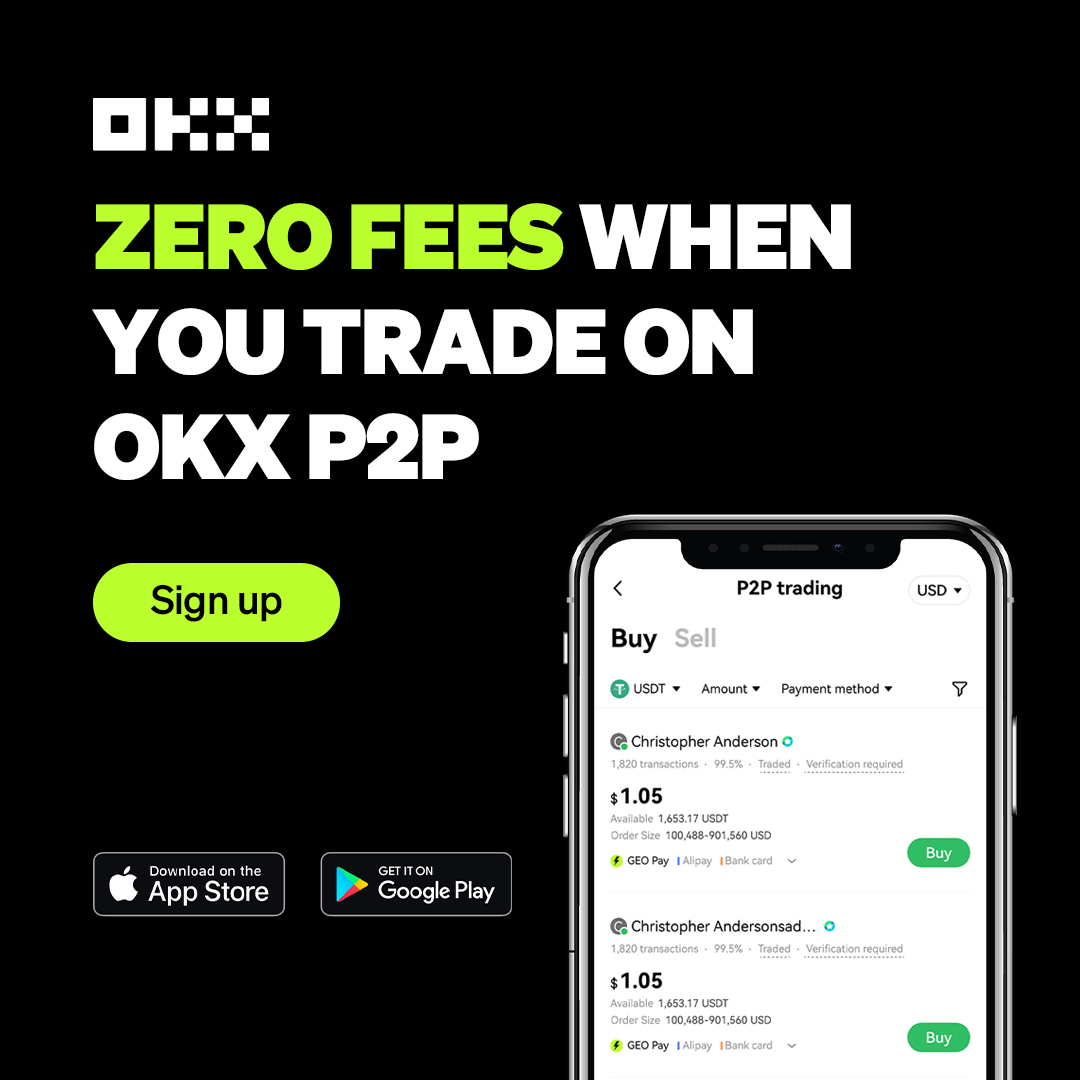 OKX
ZERO FEES WHEN
YOU TRADE ON
OKX P2P
Sign up
Download on the
App Store
GET IT ON
Google Play
P2P trading
USD
Buy Sell
USDT Amount Payment method
C Christopher Anderson
1,820 transactions · 99.5% · Traded · Verification required
$1.05
Available 1,653.17 USDT
Order Size 100,488-901,560 USD
GEO Pay Alipay Bank card
Buy
C Christopher Andersonsad...
1,820 transactions · 99.5% · Traded · Verification required
$1.05
Available 1,653.17 USDT
Order Size 100,488-901,560 USD
GEO Pay Alipay Bank card
Buy